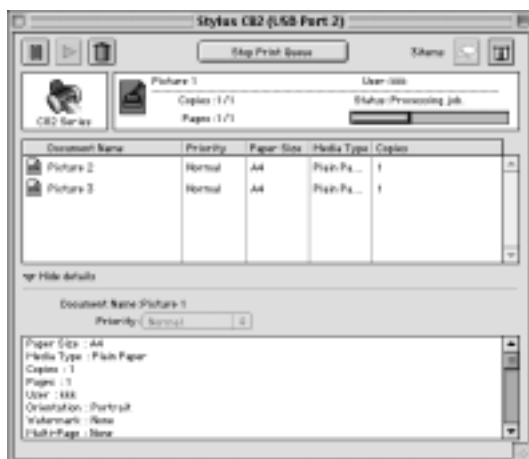 Stylus C82 (USB Port 2)
Stop Print Queue
3 items
C82 Series
Picture 1
User : kkk
Copies : 1/1
Status : Processing job.
Pages : 1/1
Document Name Priority Paper Size Media Type Copies
Picture 2 Normal A4 Plain Pa... 1
Picture 3 Normal A4 Plain Pa... 1
Hide details
Document Name : Picture 1
Priority : Normal
Paper Size : A4
Media Type : Plain Paper
Copies : 1
Pages : 1
User : kkk
Orientation : Portrait
Watermark : None
Multi-Page : None